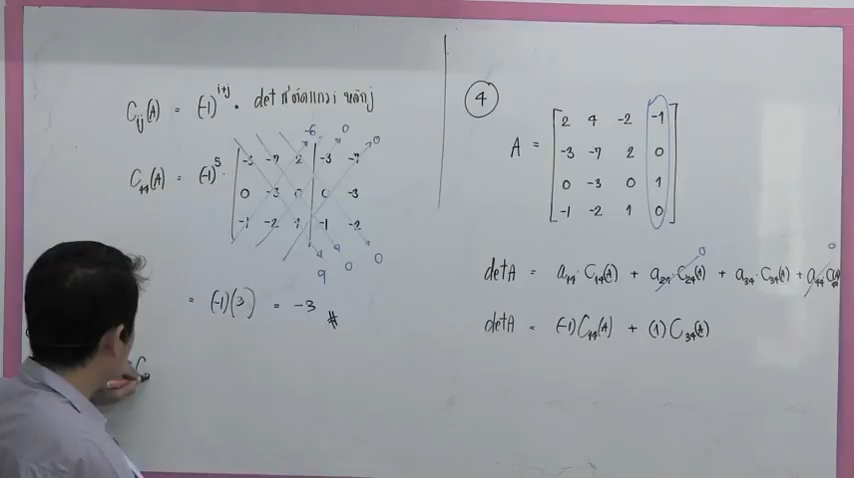 Cij(A) = (-1)^(i+j) . det ที่ตัดแถว i หลัก j
C14(A) = (-1)^5 .
-6 0 0
-3 -7 2 | -3 -7
0 -3 0 | 0 -3
-1 -2 1 | -1 -2
9 0 0
= (-1)(3) = -3 #
C
4
A =
2 4 -2 -1
-3 -7 2 0
0 -3 0 1
-1 -2 1 0
0 0
detA = a14·C14(A) + a24·C24(A) + a34·C34(A) + a44·C44(A)
detA = (-1)C14(A) + (1)C34(A)